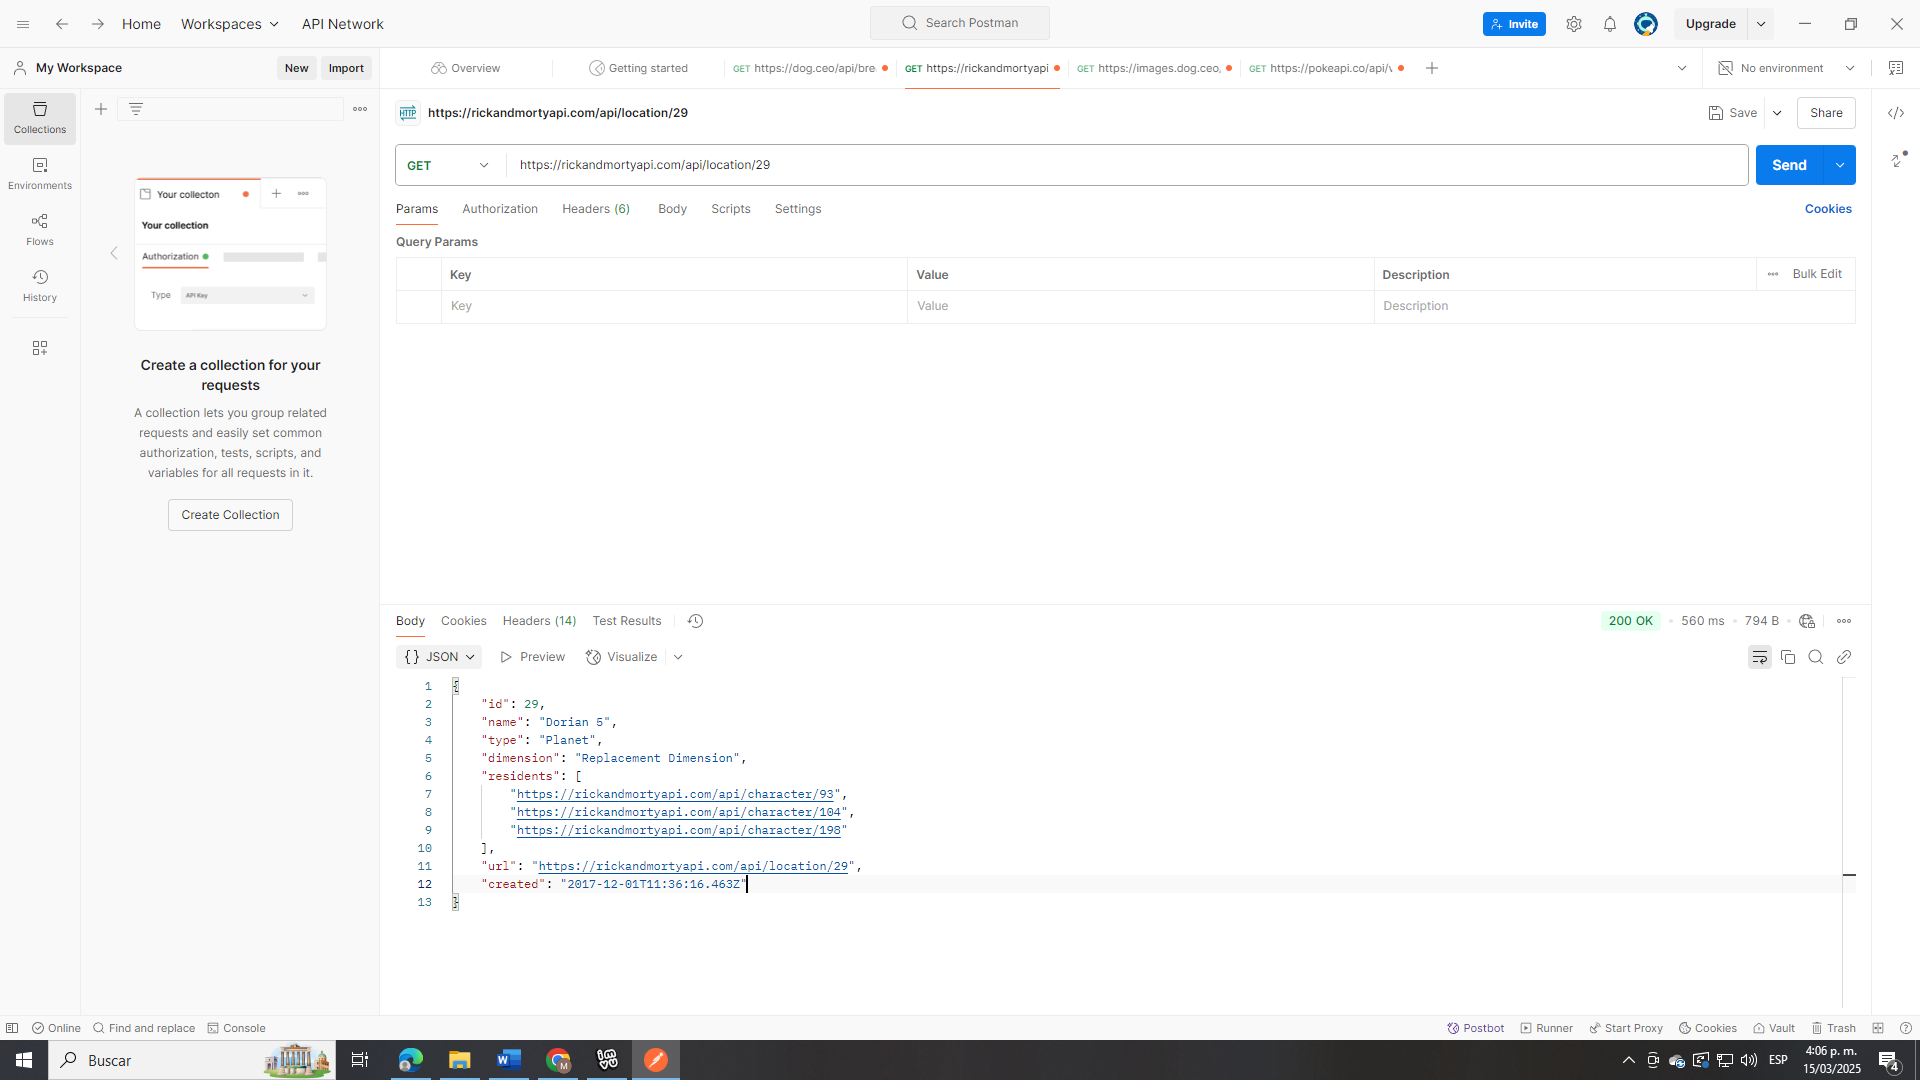 Home
Workspaces
API Network
Search Postman
Invite
Upgrade
My Workspace
New
Import
Overview
Getting started
GET https://dog.ceo/api/bre
GET https://rickandmortyapi
GET https://images.dog.ceo,
GET https://pokeapi.co/api/
No environment
Collections
Environments
Flows
History
Your collecton
Your collection
Authorization
Type
API Key
Create a collection for your
requests
A collection lets you group related
requests and easily set common
authorization, tests, scripts, and
variables for all requests in it.
Create Collection
HTTP
https://rickandmortyapi.com/api/location/29
Save
Share
GET
https://rickandmortyapi.com/api/location/29
Send
Params
Authorization
Headers (6)
Body
Scripts
Settings
Cookies
Query Params
Key
Value
Description
Bulk Edit
Key
Value
Description
Body
Cookies
Headers (14)
Test Results
200 OK
560 ms
794 B
{} JSON
Preview
Visualize
1 {
2 "id": 29,
3 "name": "Dorian 5",
4 "type": "Planet",
5 "dimension": "Replacement Dimension",
6 "residents": [
7 "https://rickandmortyapi.com/api/character/93",
8 "https://rickandmortyapi.com/api/character/104",
9 "https://rickandmortyapi.com/api/character/198"
10 ],
11 "url": "https://rickandmortyapi.com/api/location/29",
12 "created": "2017-12-01T11:36:16.463Z"
13 }
Online
Find and replace
Console
Postbot
Runner
Start Proxy
Cookies
Vault
Trash
Buscar
ESP
4:06 p. m.
15/03/2025
4